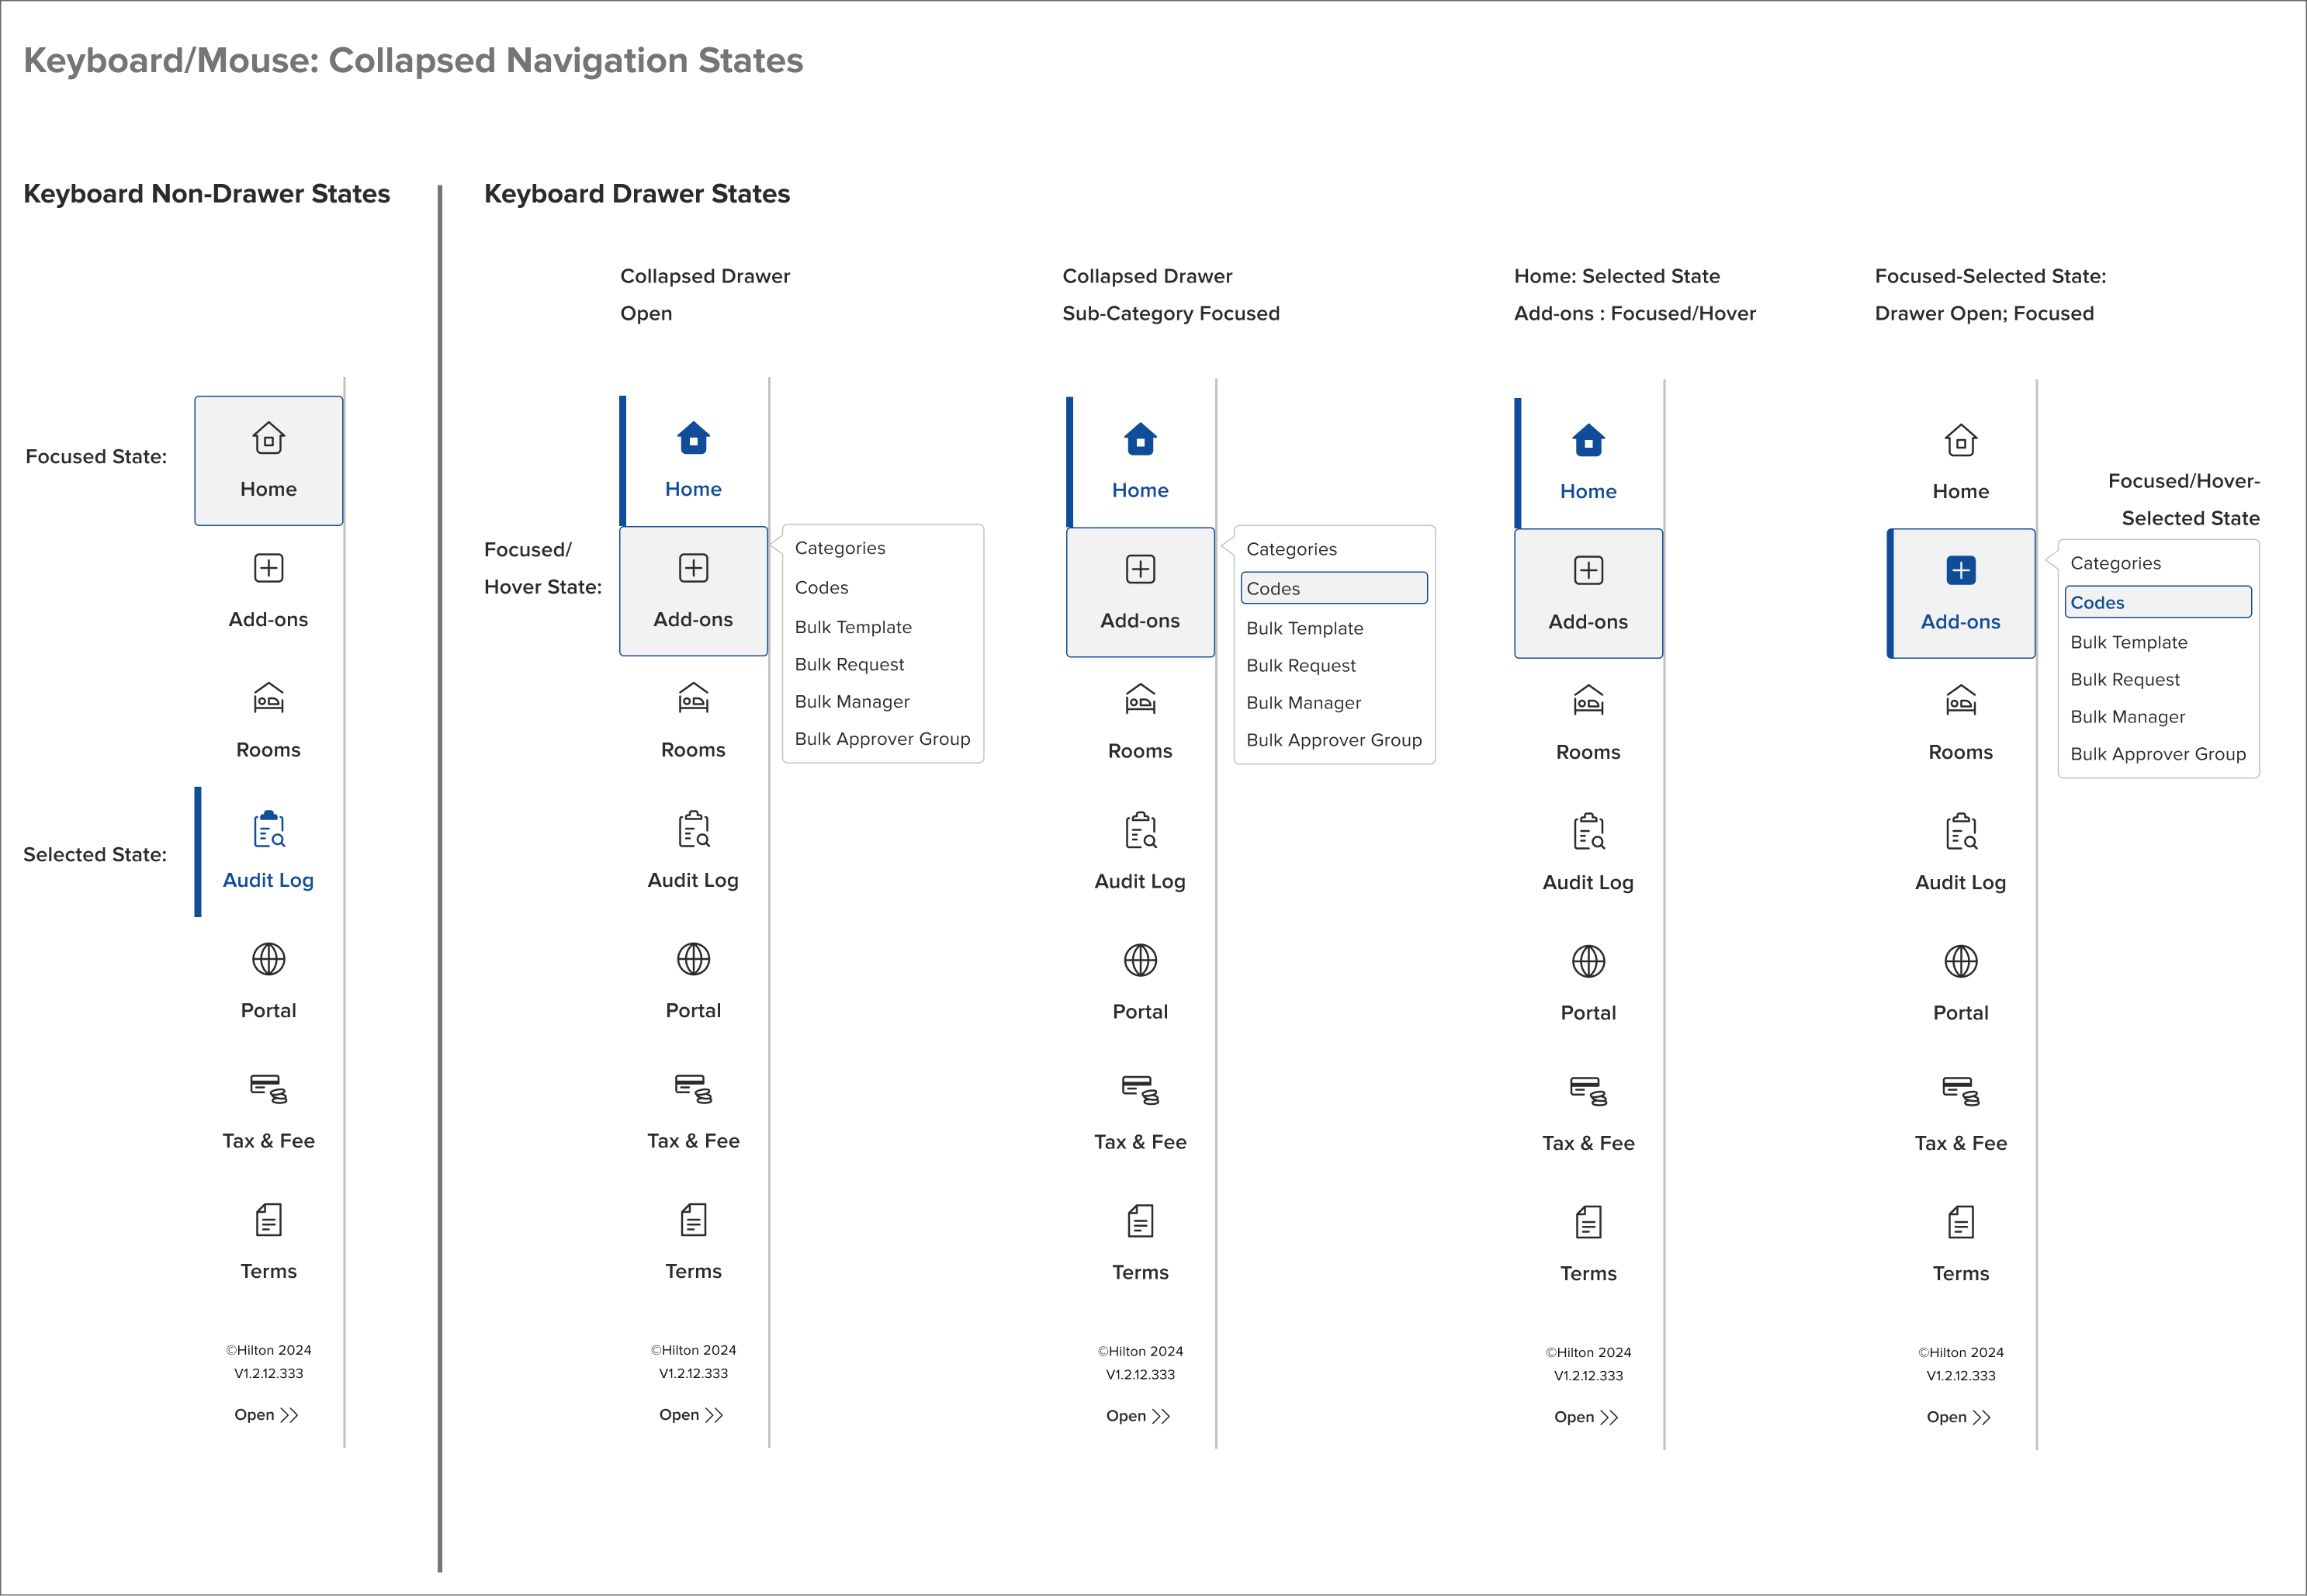 Keyboard/Mouse: Collapsed Navigation States
Keyboard Non-Drawer States
Focused State:
Home
Add-ons
Rooms
Selected State:
Audit Log
Portal
Tax & Fee
Terms
©Hilton 2024
V1.2.12.333
Open
Keyboard Drawer States
Collapsed Drawer
Open
Focused/
Hover State:
Home
Add-ons
Rooms
Audit Log
Portal
Tax & Fee
Terms
©Hilton 2024
V1.2.12.333
Open
Categories
Codes
Bulk Template
Bulk Request
Bulk Manager
Bulk Approver Group
Collapsed Drawer
Sub-Category Focused
Home
Add-ons
Rooms
Audit Log
Portal
Tax & Fee
Terms
©Hilton 2024
V1.2.12.333
Open
Categories
Codes
Bulk Template
Bulk Request
Bulk Manager
Bulk Approver Group
Home: Selected State
Add-ons : Focused/Hover
Home
Add-ons
Rooms
Audit Log
Portal
Tax & Fee
Terms
©Hilton 2024
V1.2.12.333
Open
Focused-Selected State:
Drawer Open; Focused
Home
Add-ons
Rooms
Audit Log
Portal
Tax & Fee
Terms
©Hilton 2024
V1.2.12.333
Open
Focused/Hover-
Selected State
Categories
Codes
Bulk Template
Bulk Request
Bulk Manager
Bulk Approver Group